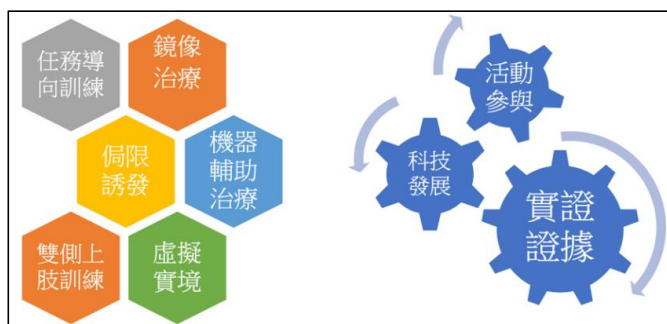 任務導
向訓練
鏡像
治療
侷限
誘發
機器
輔助
治療
雙側上
肢訓練
虛擬
實境
活動
參與
科技
發展
實證
證據